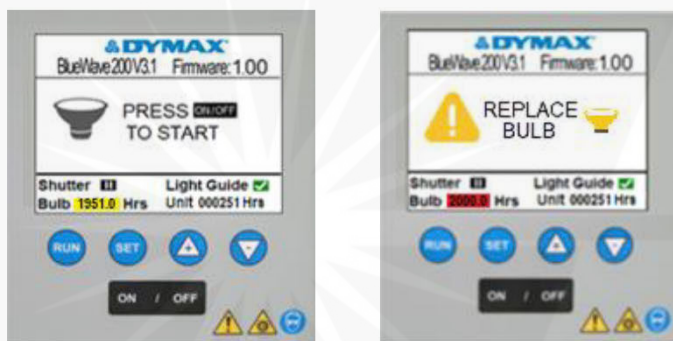 DYMAX
BlueWave 200 V3.1 Firmware: 1.00
PRESS ON/OFF
TO START
Shutter Light Guide
Bulb 1951.0 Hrs Unit 000251 Hrs
RUN SET + -
ON / OFF
DYMAX
BlueWave 200 V3.1 Firmware: 1.00
REPLACE
BULB
Shutter Light Guide
Bulb 2000.0 Hrs Unit 000251 Hrs
RUN SET + -
ON / OFF